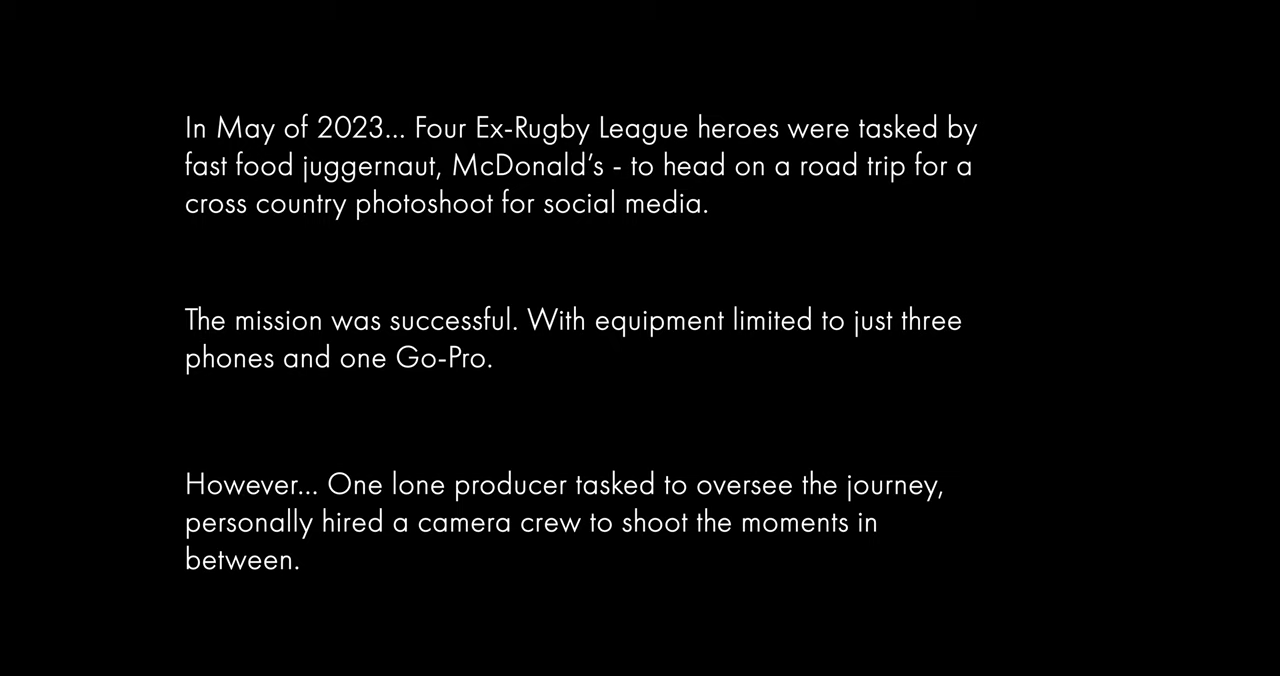 In May of 2023... Four Ex-Rugby League heroes were tasked by
fast food juggernaut, McDonald's - to head on a road trip for a
cross country photoshoot for social media.
The mission was successful. With equipment limited to just three
phones and one Go-Pro.
However... One lone producer tasked to oversee the journey,
personally hired a camera crew to shoot the moments in
between.